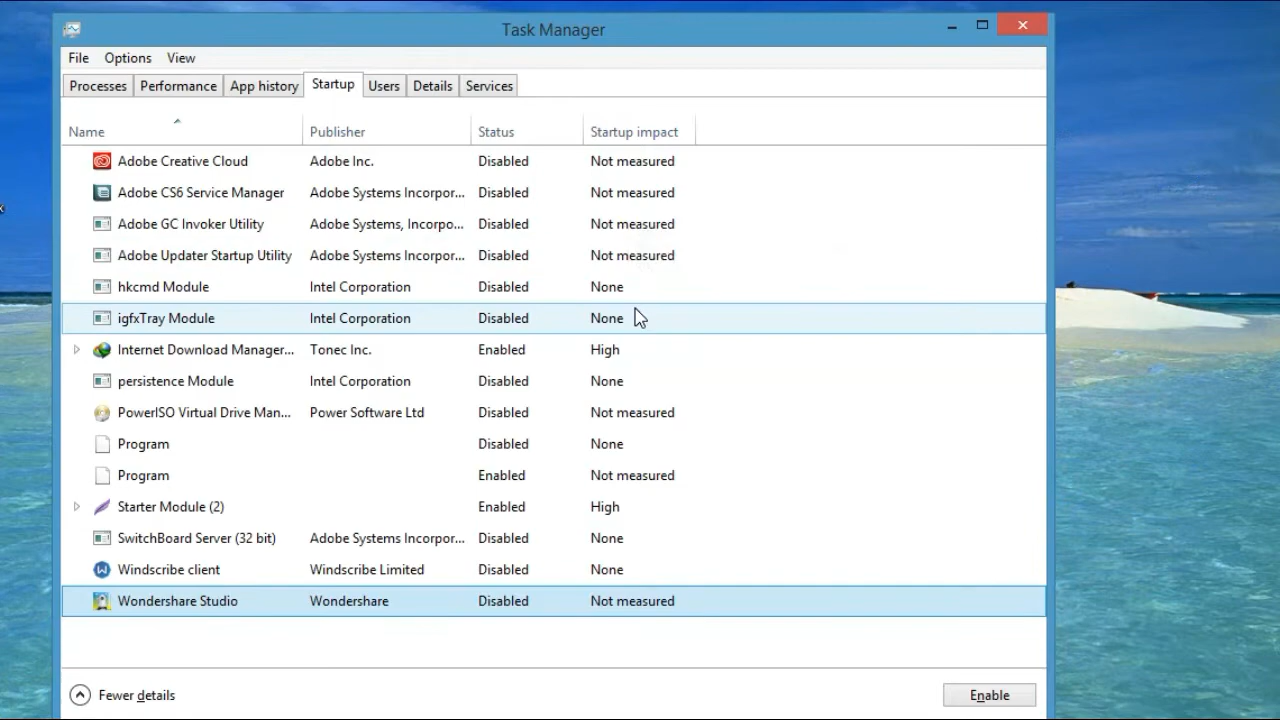 Task Manager
File Options View
Processes Performance App history Startup Users Details Services
Name Publisher Status Startup impact
Adobe Creative Cloud Adobe Inc. Disabled Not measured
Adobe CS6 Service Manager Adobe Systems Incorpor... Disabled Not measured
Adobe GC Invoker Utility Adobe Systems, Incorpo... Disabled Not measured
Adobe Updater Startup Utility Adobe Systems Incorpor... Disabled Not measured
hkcmd Module Intel Corporation Disabled None
igfxTray Module Intel Corporation Disabled None
Internet Download Manager... Tonec Inc. Enabled High
persistence Module Intel Corporation Disabled None
PowerISO Virtual Drive Man... Power Software Ltd Disabled Not measured
Program Disabled None
Program Enabled Not measured
Starter Module (2) Enabled High
SwitchBoard Server (32 bit) Adobe Systems Incorpor... Disabled None
Windscribe client Windscribe Limited Disabled None
Wondershare Studio Wondershare Disabled Not measured
Fewer details Enable